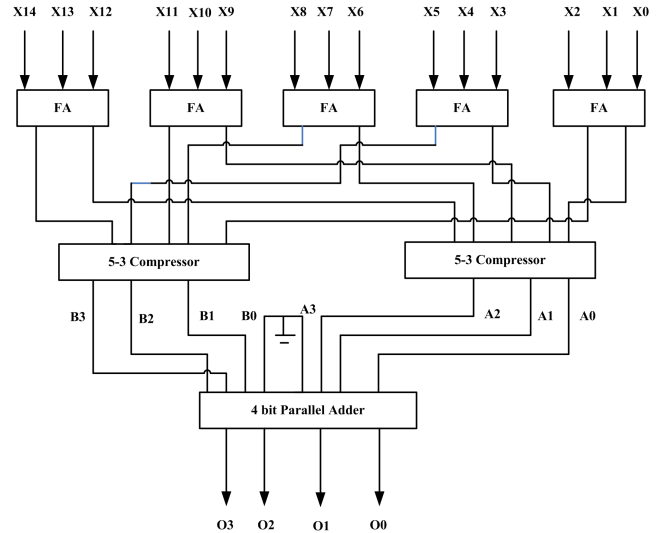 X14 X13 X12 X11 X10 X9 X8 X7 X6 X5 X4 X3 X2 X1 X0
FA FA FA FA FA
5-3 Compressor 5-3 Compressor
B3 B2 B1 B0 A3 A2 A1 A0
4 bit Parallel Adder
O3 O2 O1 O0